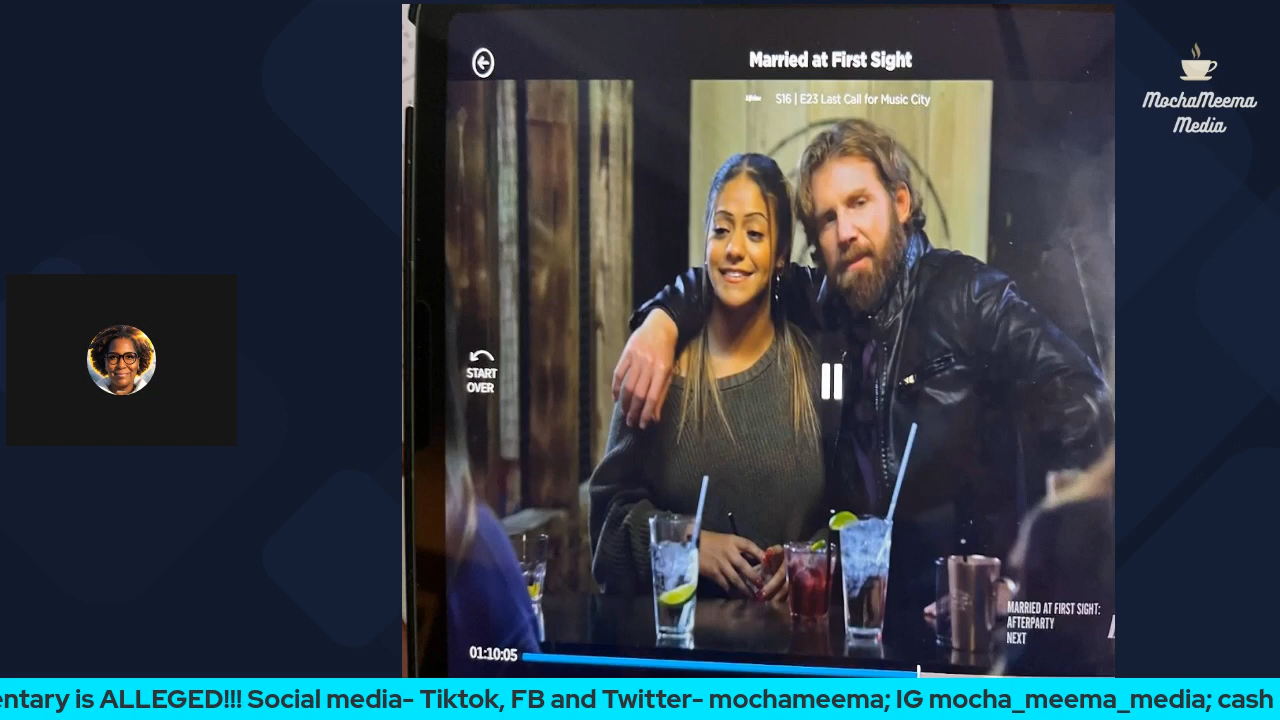 Married at First Sight
S16 | E23 Last Call for Music City
MochaMeema
Media
START
OVER
MARRIED AT FIRST SIGHT:
AFTERPARTY
NEXT
01:10:05
entary is ALLEGED!!! Social media- Tiktok, FB and Twitter- mochameema; IG mocha_meema_media; cash